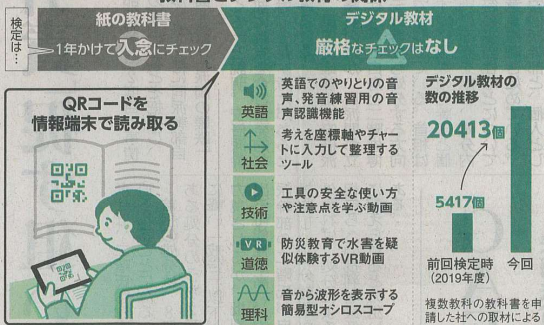 検定は…
紙の教科書
1年かけて入念にチェック
デジタル教材
厳格なチェックはなし
QRコードを
情報端末で読み取る
英語
英語でのやりとりの音
声、発音練習用の音
声認識機能
社会
考えを座標軸やチャー
トに入力して整理する
ツール
技術
工具の安全な使い方
や注意点を学ぶ動画
VR
道徳
防災教育で水害を疑
似体験するVR動画
理科
音から波形を表示する
簡易型オシロスコープ
デジタル教材の
数の推移
20413個
5417個
前回検定時
(2019年度)
今回
複数教科の教科書を申
請した社への取材による